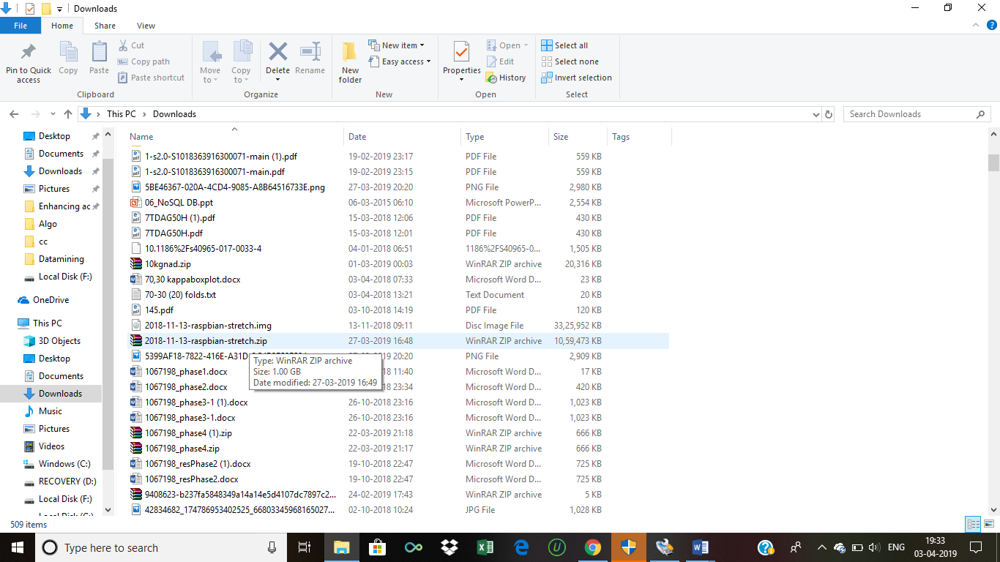 Downloads
File Home Share View
Pin to Quick access
Copy
Paste
Cut
Copy path
Paste shortcut
Clipboard
Move to
Copy to
Delete
Rename
Organize
New folder
New item
Easy access
New
Properties
Open
Edit
History
Open
Select all
Select none
Invert selection
Select
This PC Downloads
Search Downloads
Desktop
Documents
Downloads
Pictures
Enhancing ac
Algo
cc
Datamining
Local Disk (F:)
OneDrive
This PC
3D Objects
Desktop
Documents
Downloads
Music
Pictures
Videos
Windows (C:)
RECOVERY (D:)
Local Disk (F:)
Name Date Type Size Tags
1-s2.0-S1018363916300071-main (1).pdf 19-02-2019 23:17 PDF File 559 KB
1-s2.0-S1018363916300071-main.pdf 19-02-2019 23:15 PDF File 559 KB
5BE46367-020A-4CD4-9085-A8B64516733E.png 27-03-2019 20:20 PNG File 2,980 KB
06_NoSQL DB.ppt 06-03-2015 06:10 Microsoft PowerP... 2,554 KB
7TDAG50H (1).pdf 15-03-2018 12:06 PDF File 430 KB
7TDAG50H.pdf 15-03-2018 12:01 PDF File 430 KB
10.1186%2Fs40965-017-0033-4 04-01-2018 06:51 1186%2FS40965-0... 1,505 KB
10kgnad.zip 01-03-2019 00:03 WinRAR ZIP archive 20,316 KB
70,30 kappaboxplot.docx 03-04-2018 07:33 Microsoft Word D... 23 KB
70-30 (20) folds.txt 03-04-2018 13:21 Text Document 20 KB
145.pdf 03-10-2018 14:19 PDF File 120 KB
2018-11-13-raspbian-stretch.img 13-11-2018 09:11 Disc Image File 33,25,952 KB
2018-11-13-raspbian-stretch.zip 27-03-2019 16:48 WinRAR ZIP archive 10,59,473 KB
5399AF18-7822-416E-A31D 20:20 PNG File 2,909 KB
Type: WinRAR ZIP archive
Size: 1.00 GB
Date modified: 27-03-2019 16:49
1067198_phase1.docx 11:40 Microsoft Word D... 17 KB
1067198_phase2.docx 23:34 Microsoft Word D... 420 KB
1067198_phase3-1 (1).docx 26-10-2018 23:16 Microsoft Word D... 1,023 KB
1067198_phase3-1.docx 26-10-2018 23:16 Microsoft Word D... 1,023 KB
1067198_phase4 (1).zip 22-03-2019 21:18 WinRAR ZIP archive 666 KB
1067198_phase4.zip 22-03-2019 21:17 WinRAR ZIP archive 666 KB
1067198_resPhase2 (1).docx 19-10-2018 22:47 Microsoft Word D... 725 KB
1067198_resPhase2.docx 19-10-2018 22:47 Microsoft Word D... 725 KB
9408623-b237fa5848349a14a14e5d4107dc7897c2... 24-02-2019 17:43 WinRAR ZIP archive 5 KB
42834682_174786953402525_66803345968165027... 02-10-2018 10:24 JPG File 1,028 KB
509 items
Type here to search
ENG
19:33
03-04-2019